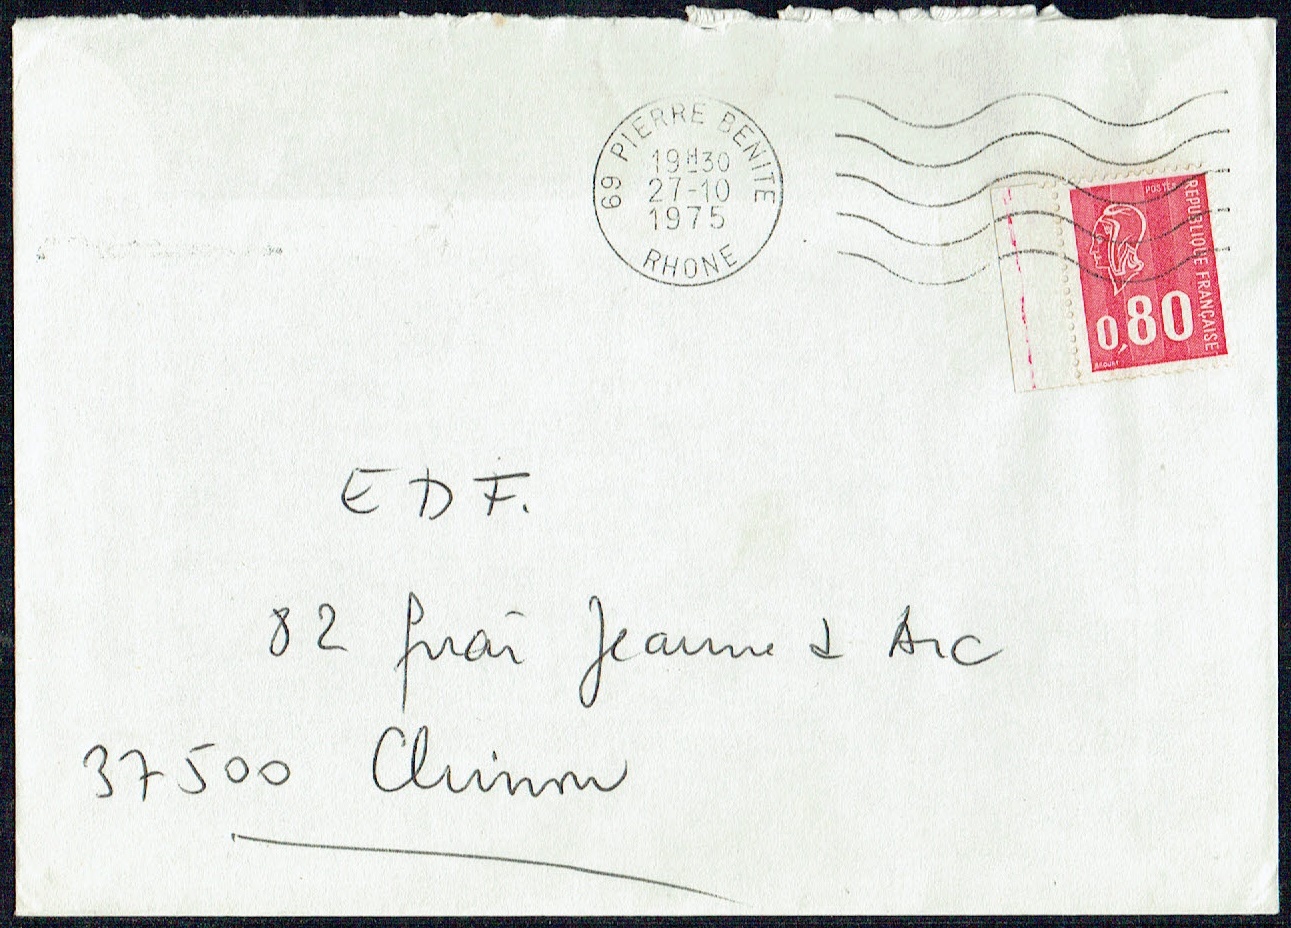 69 PIERRE BENITE
19H30
27-10
1975
RHONE
POSTES
REPUBLIQUE FRANÇAISE
0,80
E D F.
82 quai Jeanne d Arc
37500 Chinon